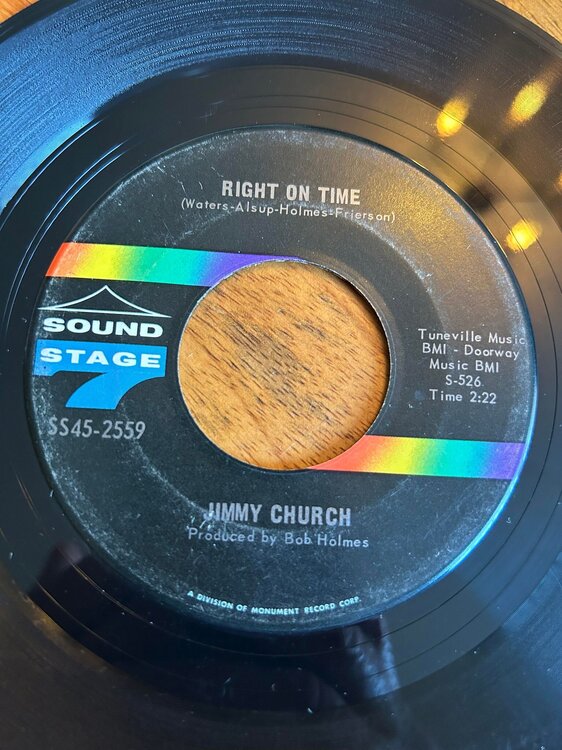 RIGHT ON TIME
(Waters-Alsup-Holmes-Frierson)
SOUND
STAGE
7
SS45-2559
Tuneville Music
BMI - Doorway
Music BMI
S-526
Time 2:22
JIMMY CHURCH
Produced by Bob Holmes
A DIVISION OF MONUMENT RECORD CORP.